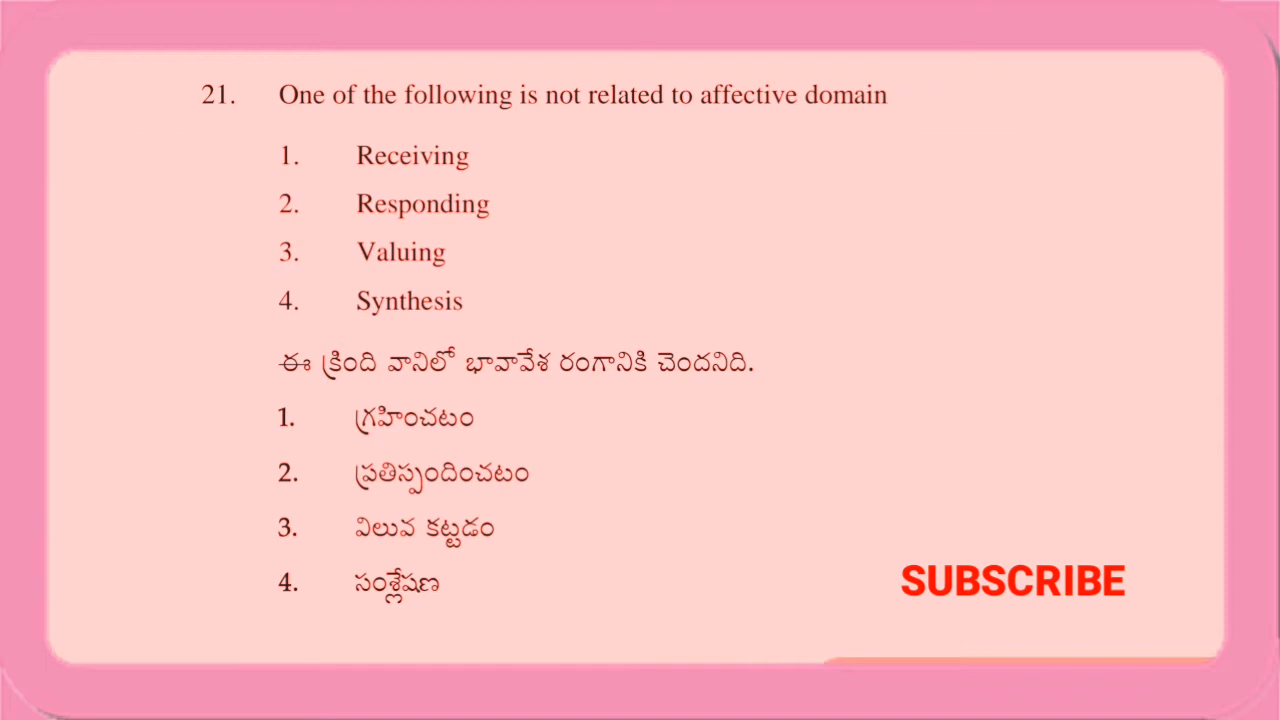 21. One of the following is not related to affective domain
1. Receiving
2. Responding
3. Valuing
4. Synthesis
ఈ క్రింది వానిలో భావావేశ రంగానికి చెందనిది.
1. గ్రహించటం
2. ప్రతిస్పందించటం
3. విలువ కట్టడం
4. సంశ్లేషణ
SUBSCRIBE